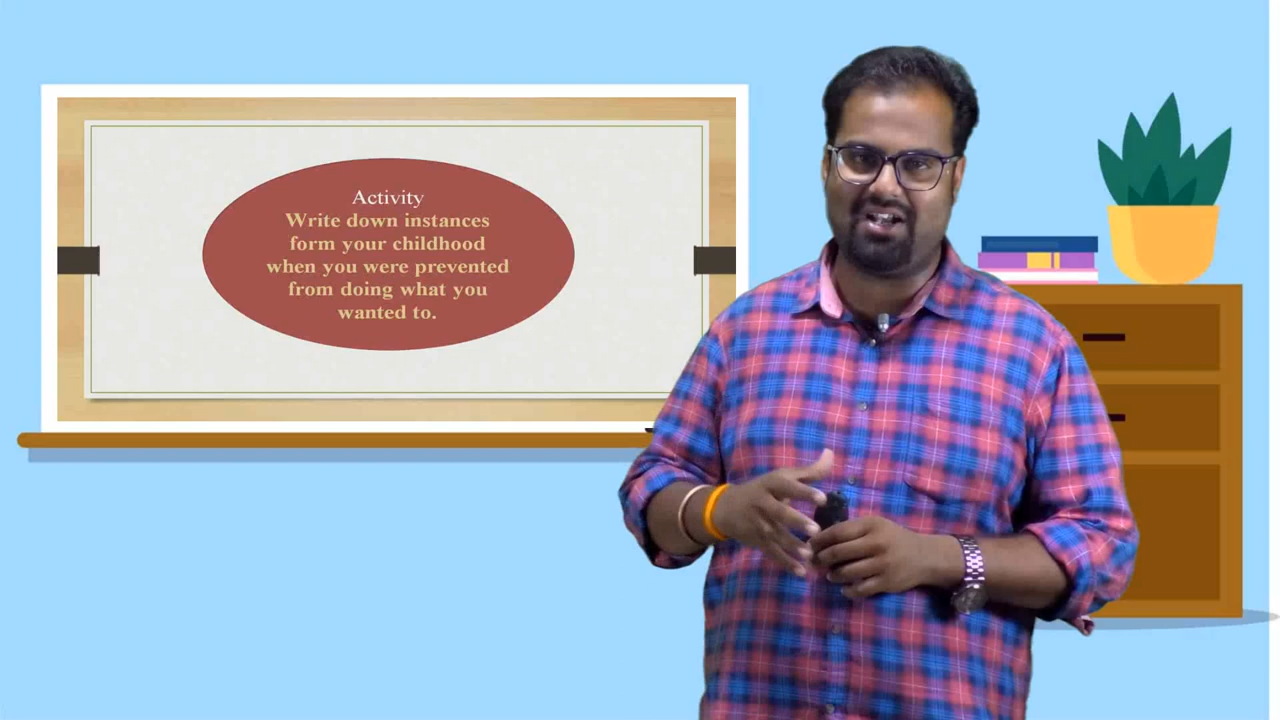 Activity
Write down instances
form your childhood
when you were prevented
from doing what you
wanted to.